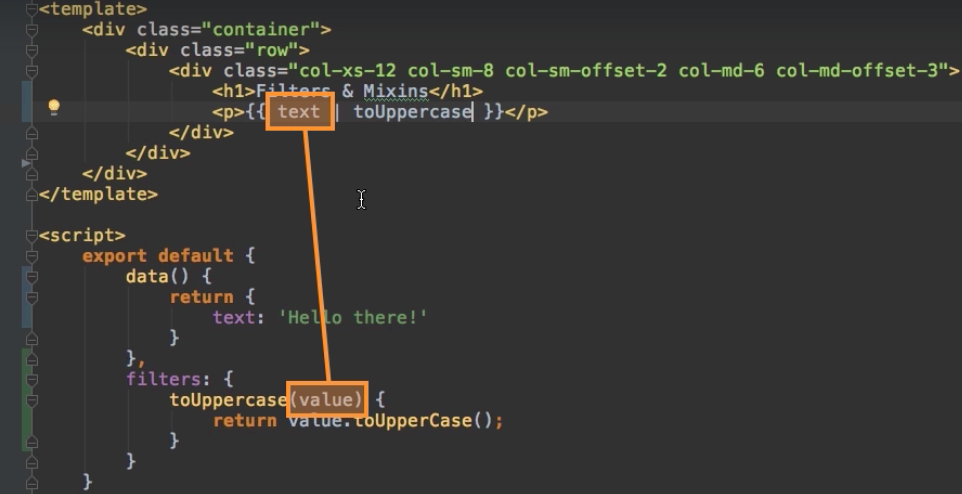 <template>
    <div class="container">
        <div class="row">
            <div class="col-xs-12 col-sm-8 col-sm-offset-2 col-md-6 col-md-offset-3">
                <h1>Filters & Mixins</h1>
                <p>{{ text | toUppercase }}</p>
            </div>
        </div>
    </div>
</template>

<script>
    export default {
        data() {
            return {
                text: 'Hello there!'
            }
        },
        filters: {
            toUppercase(value) {
                return value.toUpperCase();
            }
        }
    }